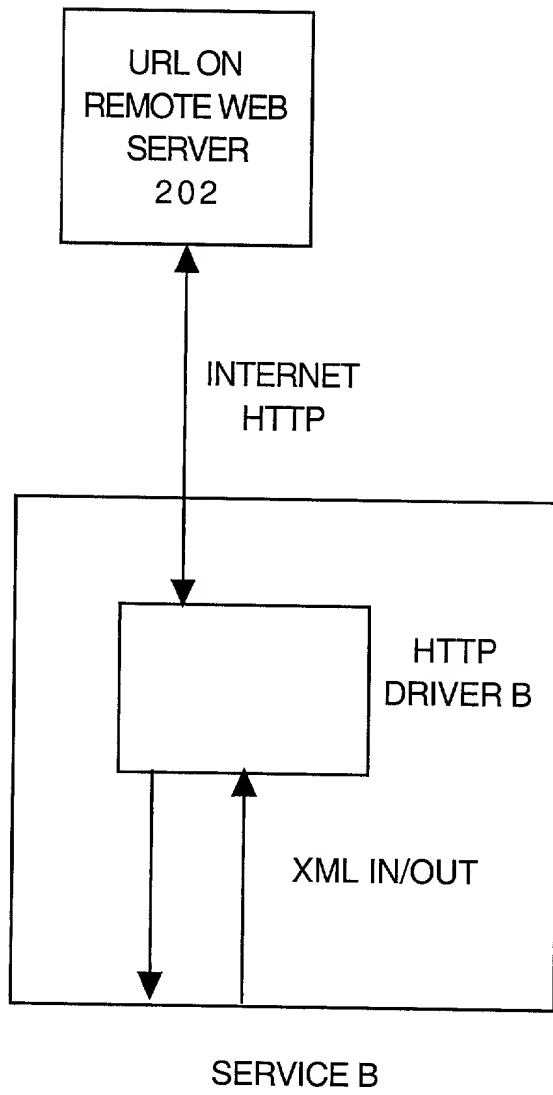 URL ON
REMOTE WEB
SERVER
202
INTERNET
HTTP
HTTP
DRIVER B
XML IN/OUT
SERVICE B